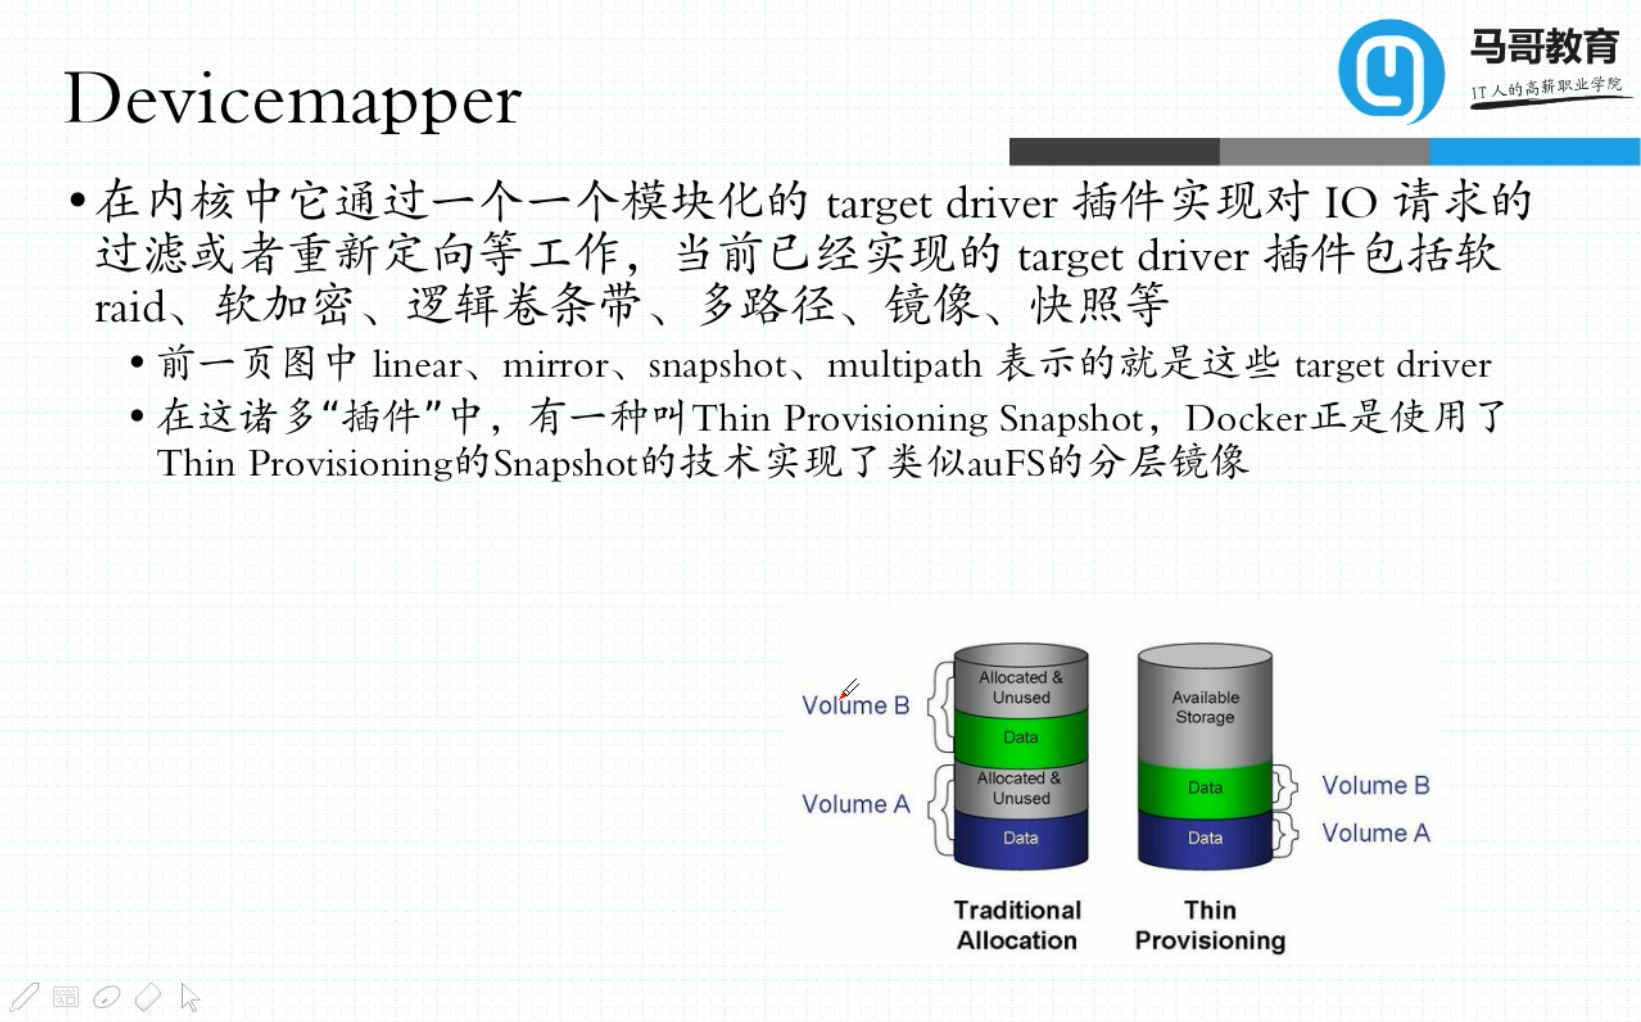 马哥教育
IT人的高薪职业学院
Devicemapper
•在内核中它通过一个一个模块化的 target driver 插件实现对 IO 请求的
过滤或者重新定向等工作，当前已经实现的 target driver 插件包括软
raid、软加密、逻辑卷条带、多路径、镜像、快照等
• 前一页图中 linear、mirror、snapshot、multipath 表示的就是这些 target driver
• 在这诸多“插件”中，有一种叫Thin Provisioning Snapshot，Docker正是使用了
Thin Provisioning的Snapshot的技术实现了类似auFS的分层镜像
Volume B
Allocated &
Unused
Data
Volume A
Allocated &
Unused
Data
Traditional
Allocation
Available
Storage
Data
Volume B
Data
Volume A
Thin
Provisioning